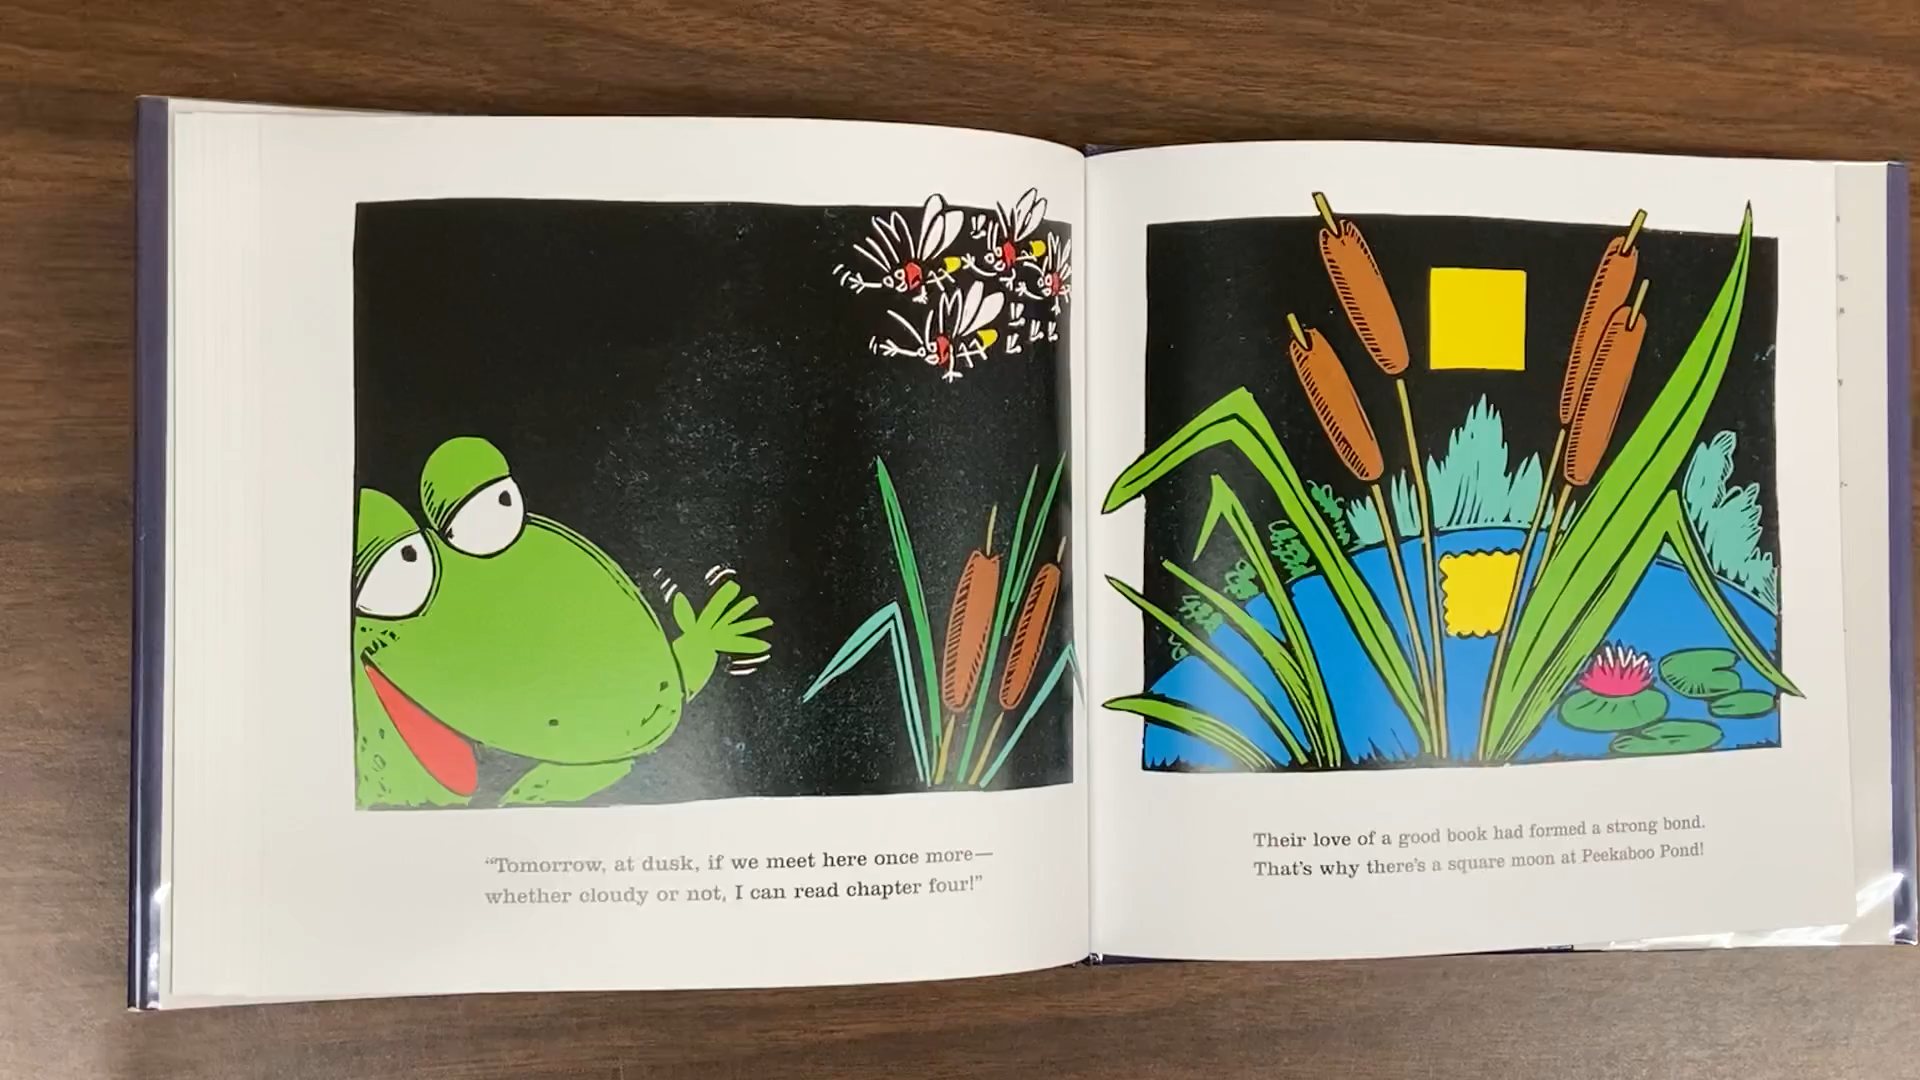 “Tomorrow, at dusk, if we meet here once more—
whether cloudy or not, I can read chapter four!”
Their love of a good book had formed a strong bond.
That’s why there’s a square moon at Peekaboo Pond!